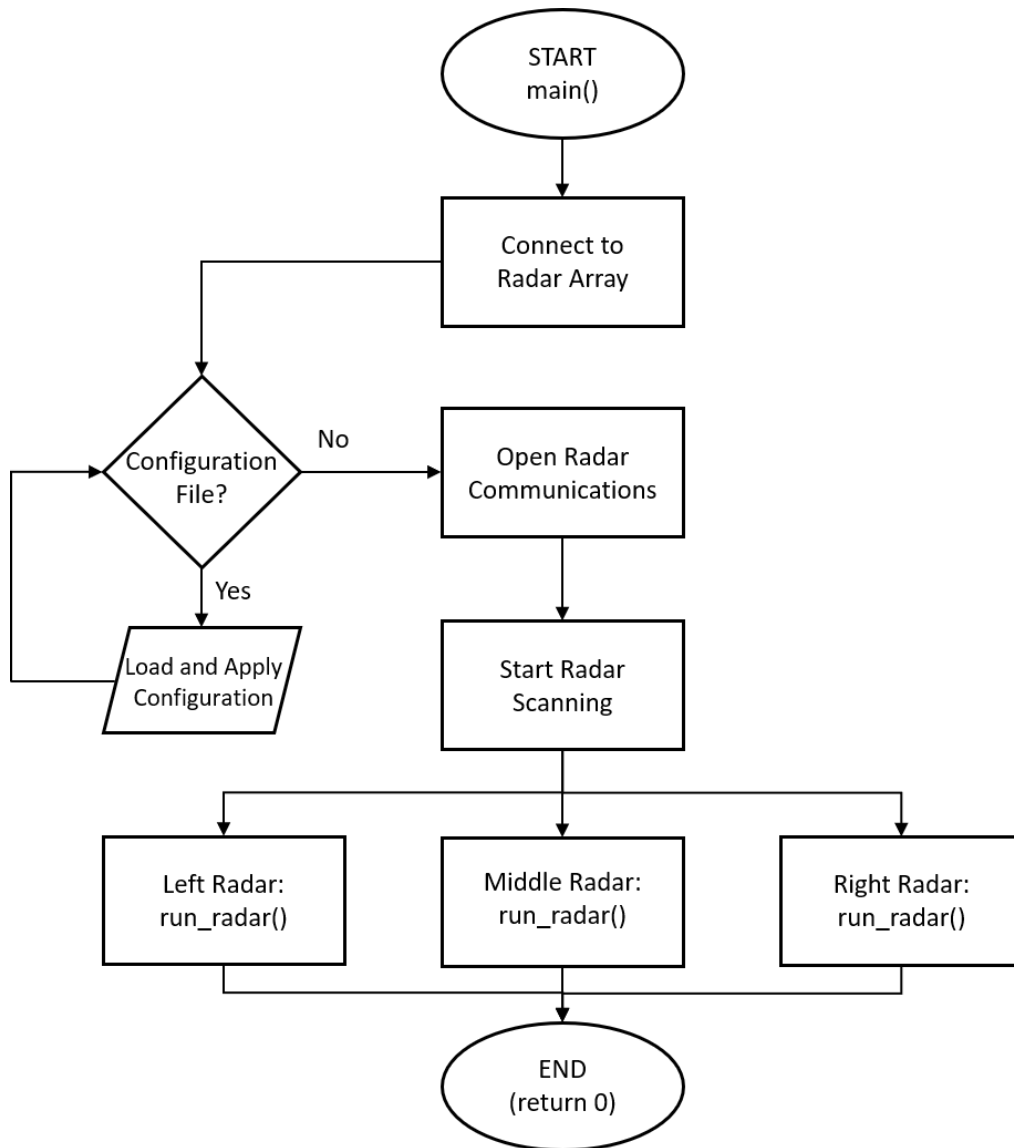 START
main()
Connect to
Radar Array
Configuration
File?
No
Yes
Open Radar
Communications
Load and Apply
Configuration
Start Radar
Scanning
Left Radar:
run_radar()
Middle Radar:
run_radar()
Right Radar:
run_radar()
END
(return 0)